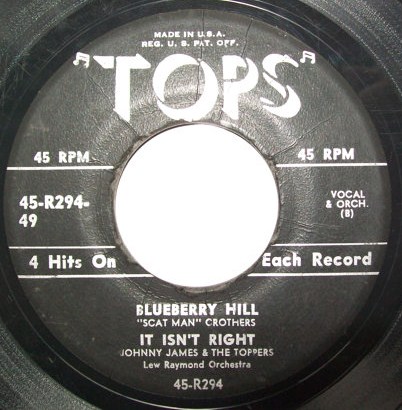 MADE IN U.S.A.
REG. U. S. PAT. OFF.
"TOPS"
45 RPM
45 RPM
45-R294-
49
VOCAL
& ORCH.
(B)
4 Hits On
Each Record
BLUEBERRY HILL
"SCAT MAN" CROTHERS
IT ISN'T RIGHT
JOHNNY JAMES & THE TOPPERS
Lew Raymond Orchestra
45-R294